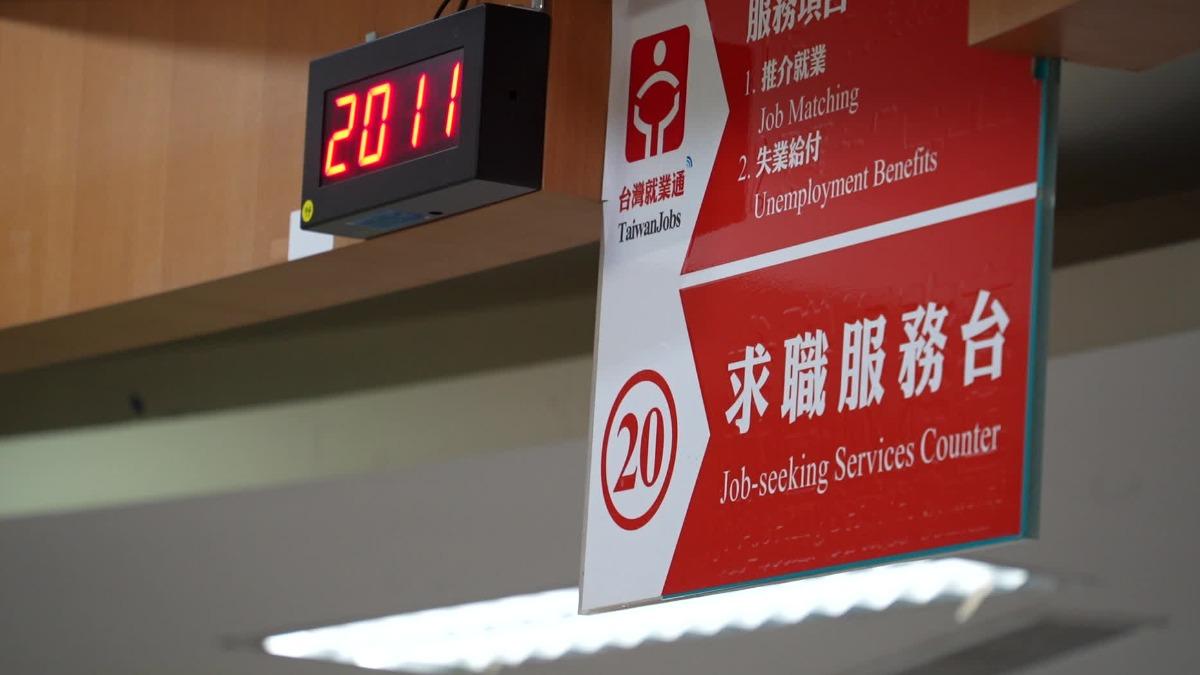 2011
服務項目
1. 推介就業
Job Matching
2. 失業給付
Unemployment Benefits
台灣就業通
TaiwanJobs
20
求職服務台
Job-seeking Services Counter